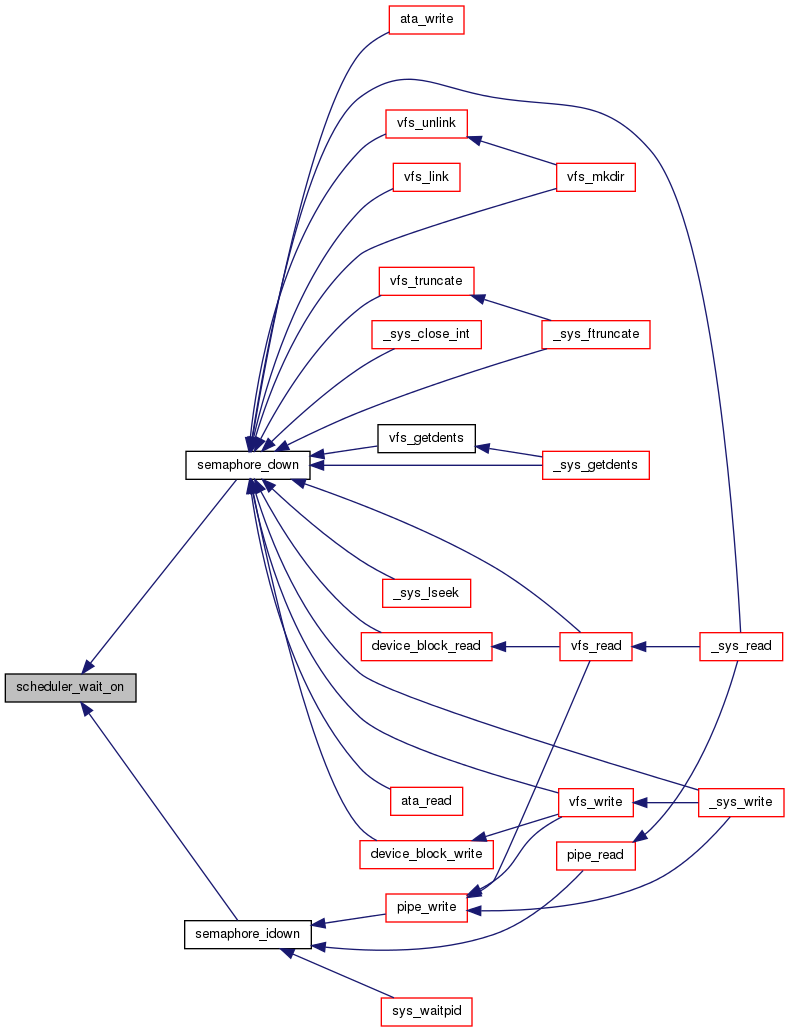 ata_write
vfs_unlink
vfs_link
vfs_mkdir
vfs_truncate
_sys_close_int
_sys_ftruncate
vfs_getdents
semaphore_down
_sys_getdents
_sys_lseek
device_block_read
vfs_read
_sys_read
scheduler_wait_on
ata_read
vfs_write
_sys_write
device_block_write
pipe_read
pipe_write
semaphore_idown
sys_waitpid